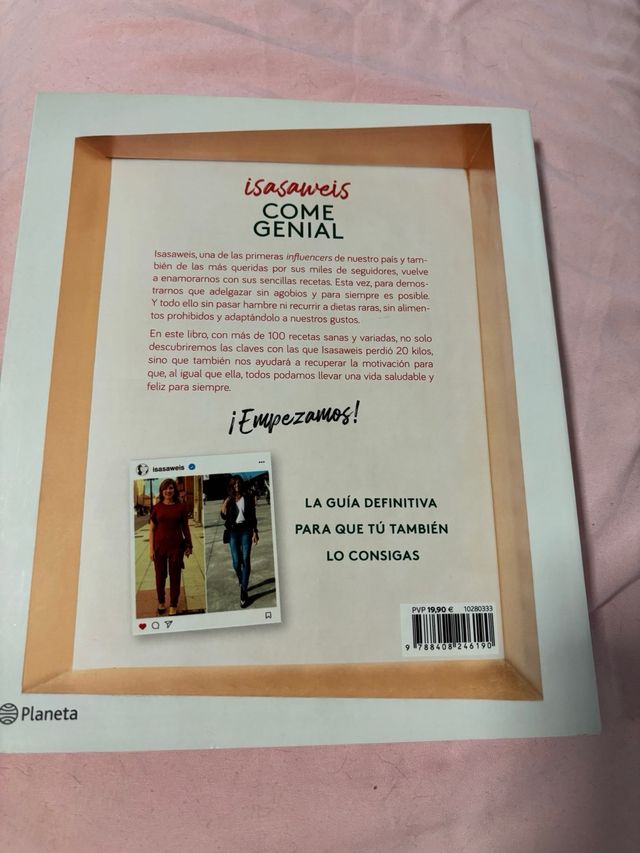 isasaweis
COME
GENIAL
Isasaweis, una de las primeras influencers de nuestro país y tam-
bién de las más queridas por sus miles de seguidores, vuelve
a enamorarnos con sus sencillas recetas. Esta vez, para demos-
trarnos que adelgazar sin agobios y para siempre es posible.
Y todo ello sin pasar hambre ni recurrir a dietas raras, sin alimen-
tos prohibidos y adaptándolo a nuestros gustos.
En este libro, con más de 100 recetas sanas y variadas, no solo
descubriremos las claves con las que Isasaweis perdió 20 kilos,
sino que también nos ayudará a recuperar la motivación para
que, al igual que ella, todos podamos llevar una vida saludable y
feliz para siempre.
¡Empezamos!
isasaweis
LA GUÍA DEFINITIVA
PARA QUE TÚ TAMBIÉN
LO CONSIGAS
PVP 19,90 € 10280333
9 788408 246190
Planeta